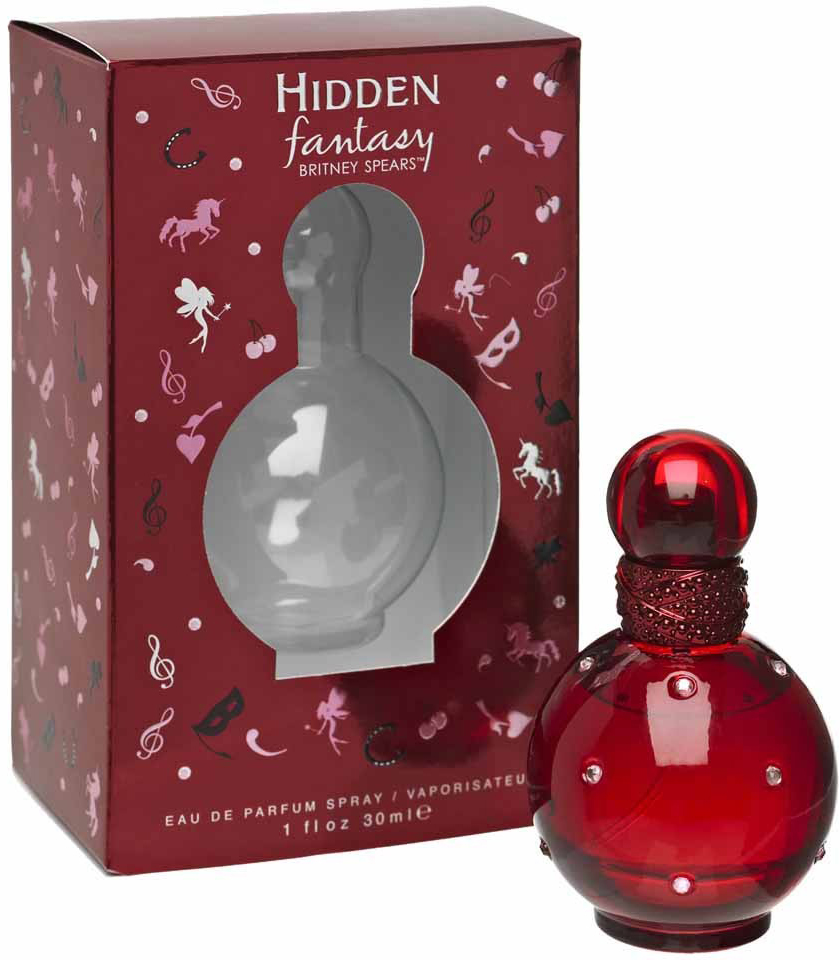 HIDDEN
fantasy
BRITNEY SPEARS™
EAU DE PARFUM SPRAY / VAPORISATEU
1 fl oz 30ml℮